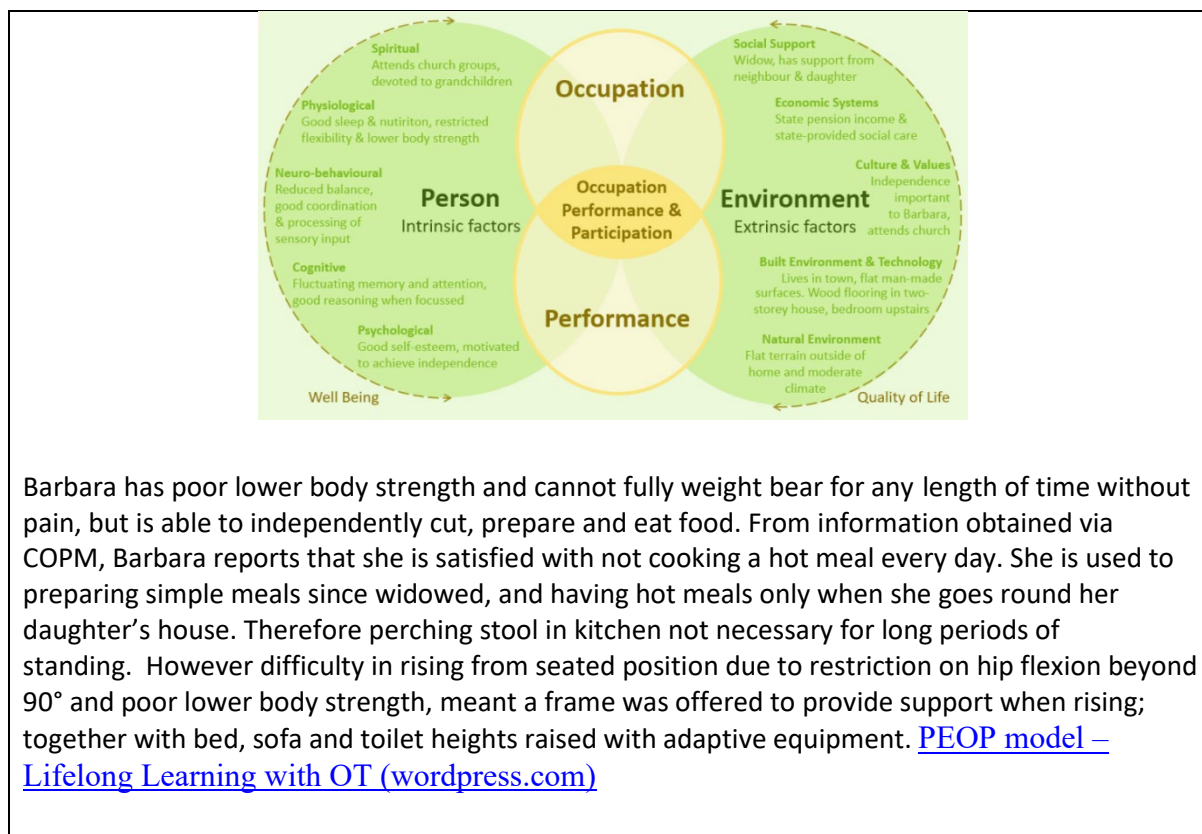 Spiritual
Attends church groups,
devoted to grandchildren
Physiological
Good sleep & nutiriton, restricted
flexibility & lower body strength
Neuro-behavioural
Reduced balance,
good coordination
& processing of
sensory input
Person
Intrinsic factors
Cognitive
Fluctuating memory and attention,
good reasoning when focussed
Psychological
Good self-esteem, motivated
to achieve independence
Well Being
Occupation
Occupation
Performance &
Participation
Performance
Social Support
Widow, has support from
neighbour & daughter
Economic Systems
State pension income &
state-provided social care
Culture & Values
Independence
important
to Barbara,
attends church
Environment
Extrinsic factors
Built Environment & Technology
Lives in town, flat man-made
surfaces. Wood flooring in two-
storey house, bedroom upstairs
Natural Environment
Flat terrain outside of
home and moderate
climate
Quality of Life
Barbara has poor lower body strength and cannot fully weight bear for any length of time without
pain, but is able to independently cut, prepare and eat food. From information obtained via
COPM, Barbara reports that she is satisfied with not cooking a hot meal every day. She is used to
preparing simple meals since widowed, and having hot meals only when she goes round her
daughter’s house. Therefore perching stool in kitchen not necessary for long periods of
standing.  However difficulty in rising from seated position due to restriction on hip flexion beyond
90° and poor lower body strength, meant a frame was offered to provide support when rising;
together with bed, sofa and toilet heights raised with adaptive equipment. PEOP model –
Lifelong Learning with OT (wordpress.com)